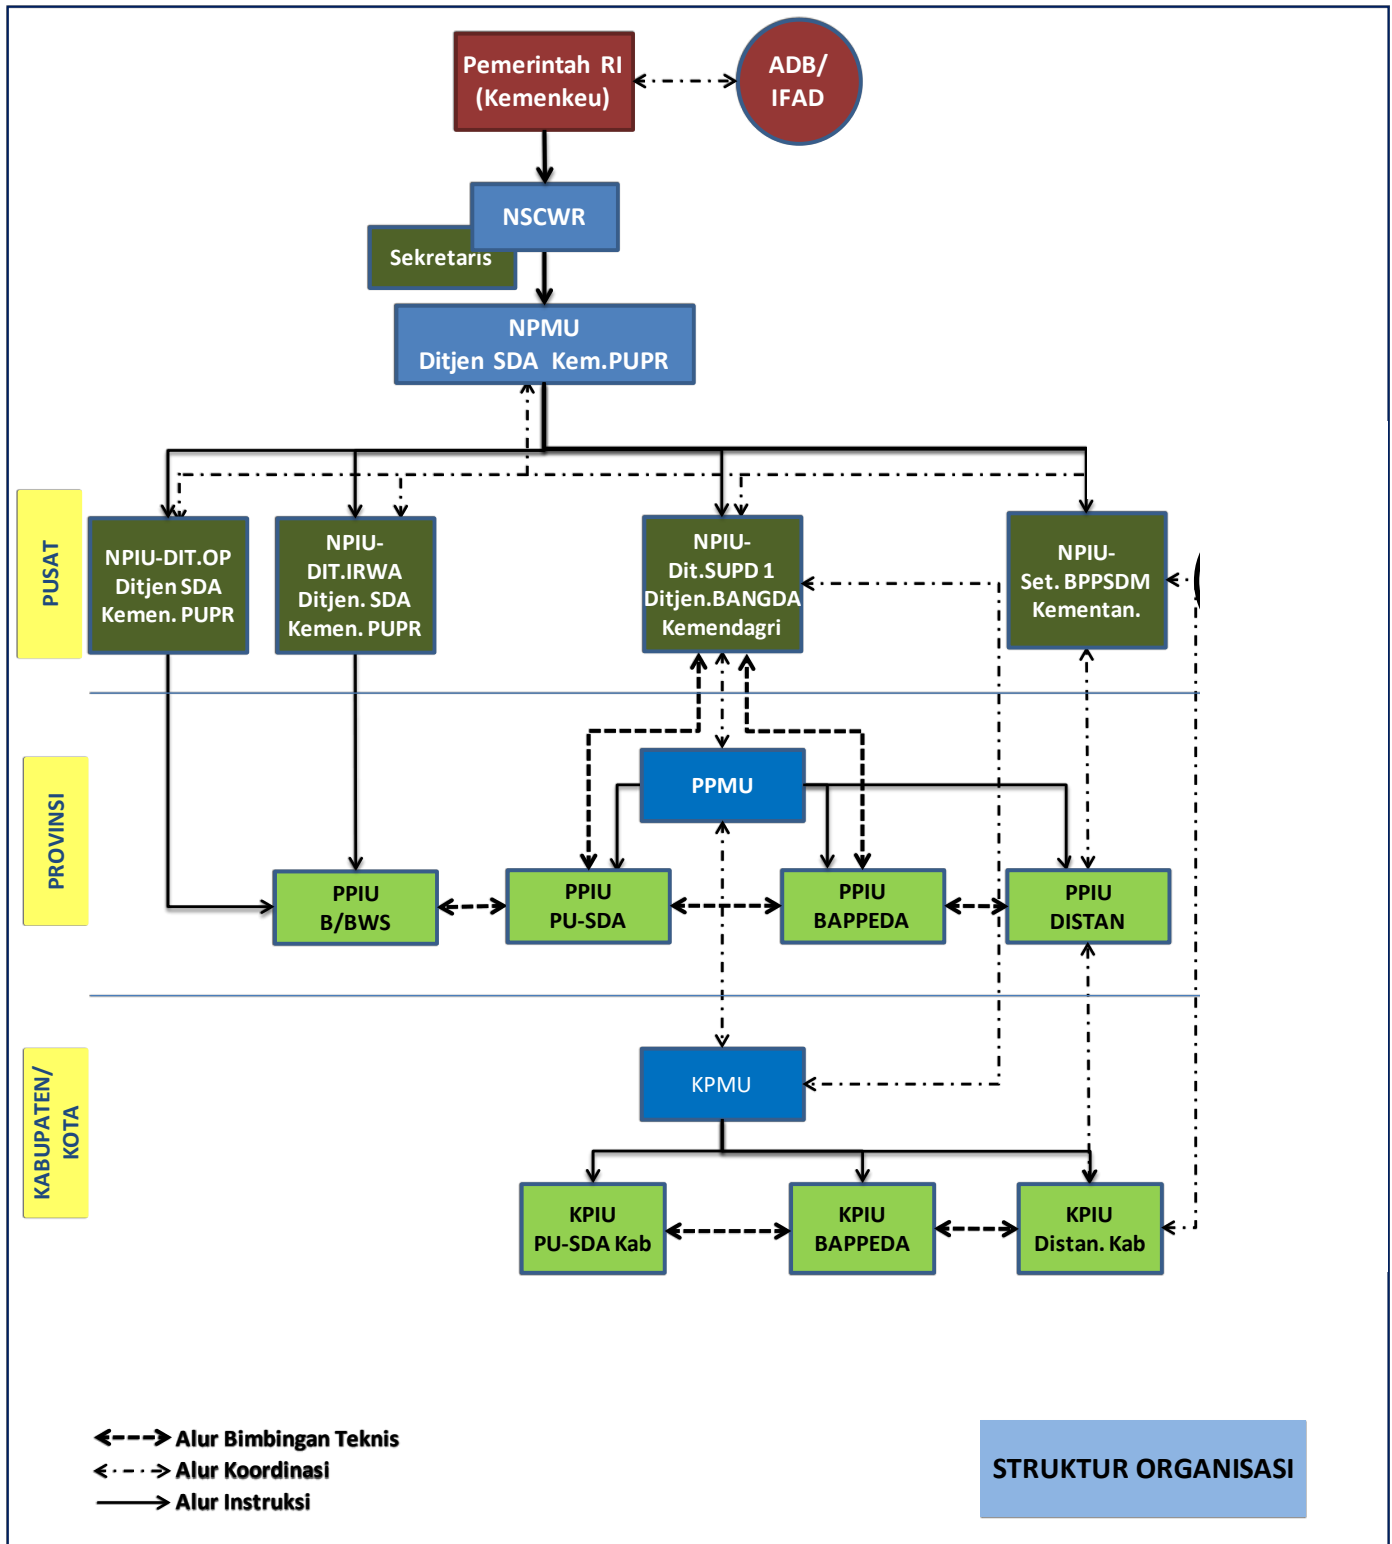 Pemerintah RI
(Kemenkeu)
ADB/
IFAD
NSCWR
Sekretaris
NPMU
Ditjen SDA Kem.PUPR
PUSAT
NPIU-DIT.OP
Ditjen SDA
Kemen. PUPR
NPIU-
DIT.IRWA
Ditjen. SDA
Kemen. PUPR
NPIU-
Dit.SUPD 1
Ditjen.BANGDA
Kemendagri
NPIU-
Set. BPPSDM
Kementan.
PROVINSI
PPMU
PPIU
B/BWS
PPIU
PU-SDA
PPIU
BAPPEDA
PPIU
DISTAN
KABUPATEN/
KOTA
KPMU
KPIU
PU-SDA Kab
KPIU
BAPPEDA
KPIU
Distan. Kab
Alur Bimbingan Teknis
Alur Koordinasi
Alur Instruksi
STRUKTUR ORGANISASI